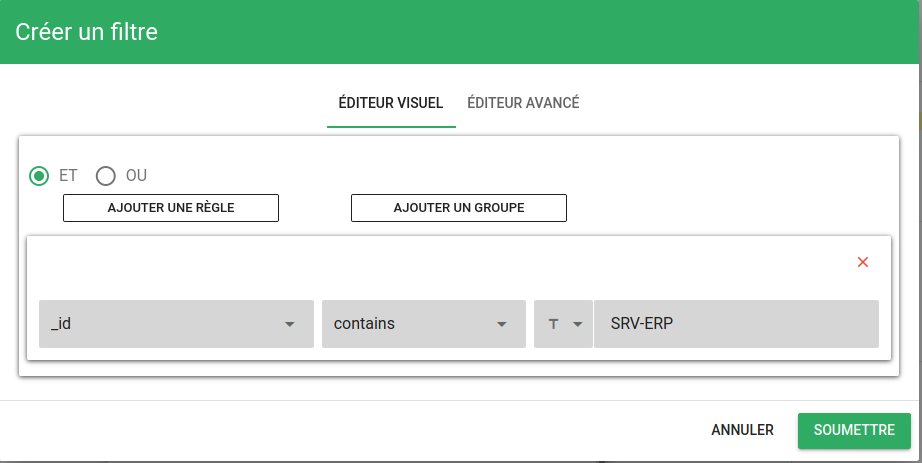 Créer un filtre
ÉDITEUR VISUEL ÉDITEUR AVANCÉ
ET OU
AJOUTER UNE RÈGLE AJOUTER UN GROUPE
_id contains T SRV-ERP
ANNULER SOUMETTRE